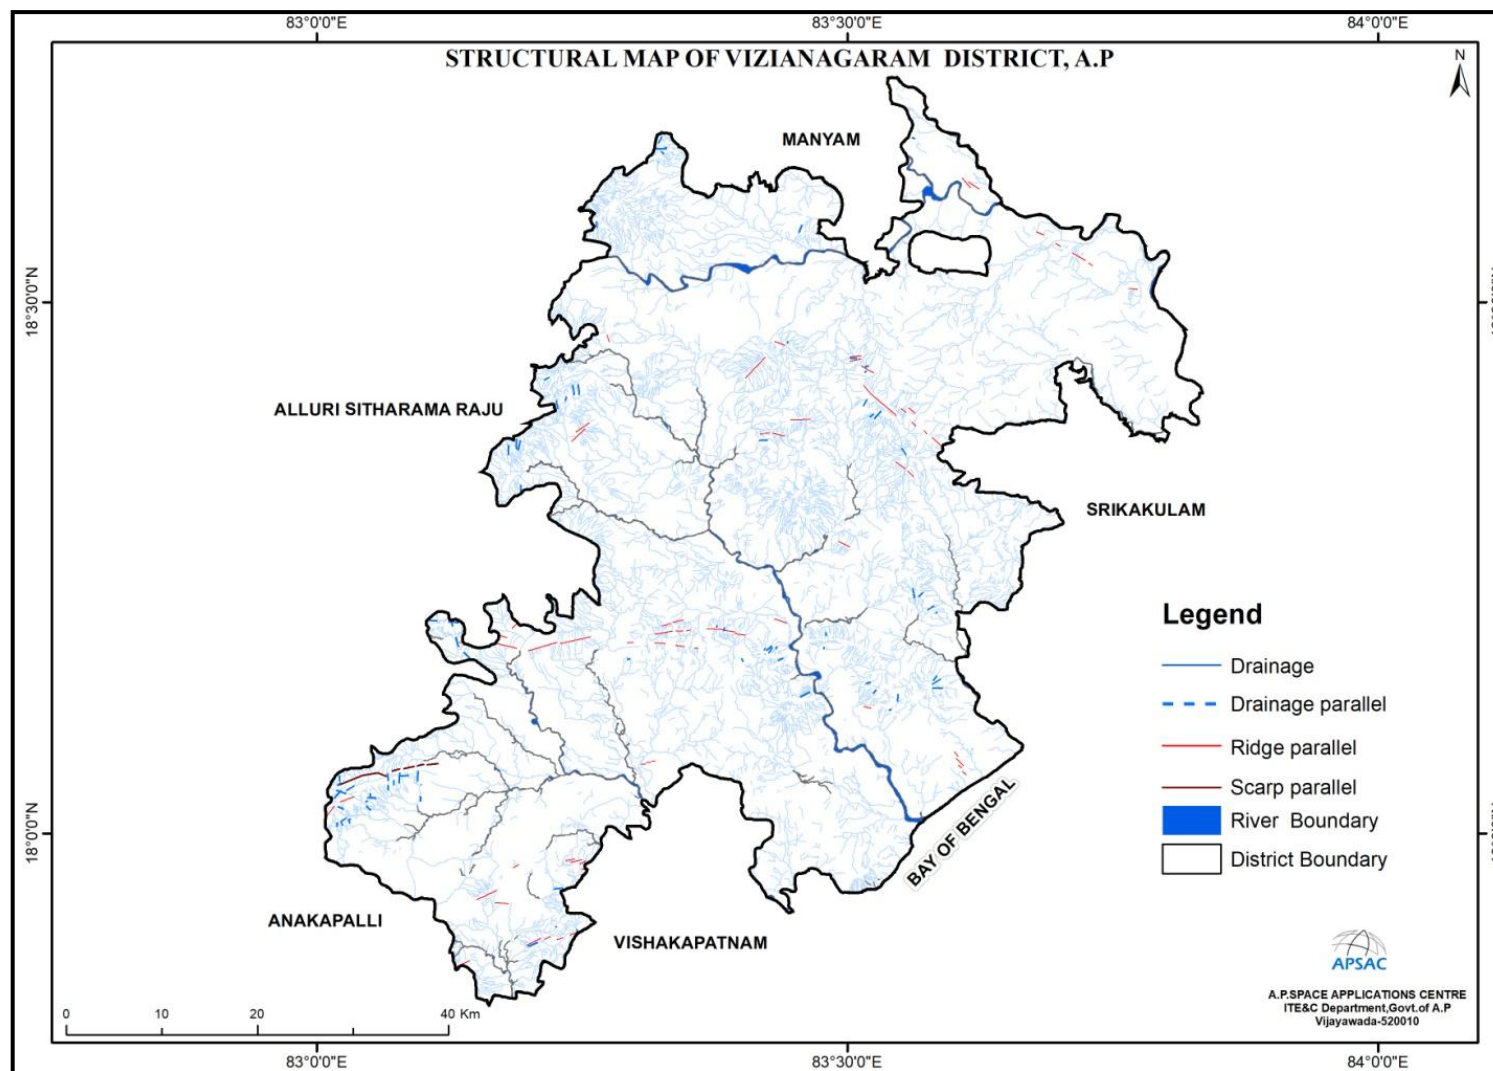 83°0'0"E 83°30'0"E 84°0'0"E
STRUCTURAL MAP OF VIZIANAGARAM DISTRICT, A.P
N
MANYAM
18°30'0"N
ALLURI SITHARAMA RAJU
SRIKAKULAM
Legend
Drainage
Drainage parallel
Ridge parallel
Scarp parallel
River Boundary
District Boundary
18°0'0"N
BAY OF BENGAL
ANAKAPALLI
VISHAKAPATNAM
APSAC
A.P.SPACE APPLICATIONS CENTRE
ITE&C Department,Govt.of A.P
Vijayawada-520010
0 10 20 40 Km
83°0'0"E 83°30'0"E 84°0'0"E